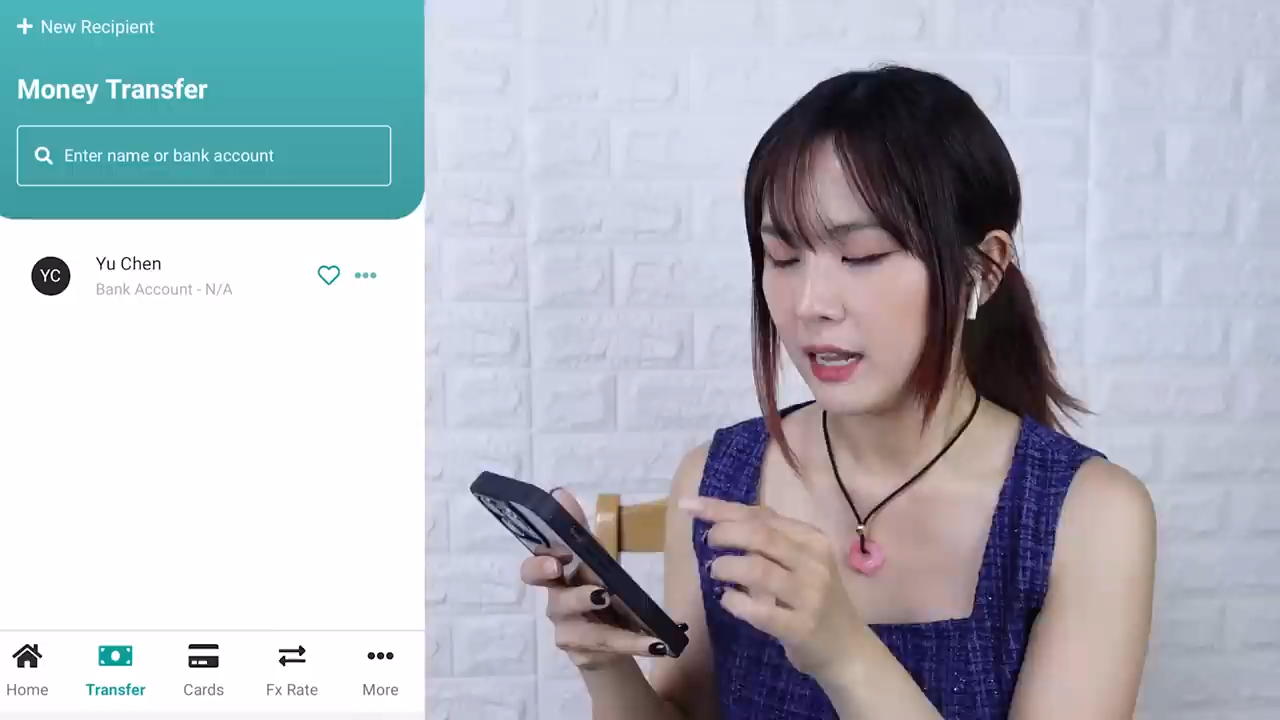 + New Recipient
Money Transfer
Enter name or bank account
YC
Yu Chen
Bank Account - N/A
Home
Transfer
Cards
Fx Rate
More